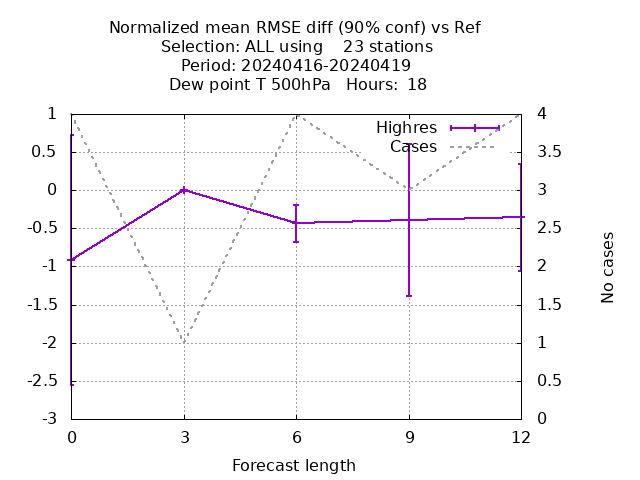 Normalized mean RMSE diff (90% conf) vs Ref
Selection: ALL using    23 stations
Period: 20240416-20240419
Dew point T 500hPa   Hours:  18
Highres
Cases
1
0.5
0
-0.5
-1
-1.5
-2
-2.5
-3
4
3.5
3
2.5
2
1.5
1
0.5
0
No cases
0 3 6 9 12
Forecast length